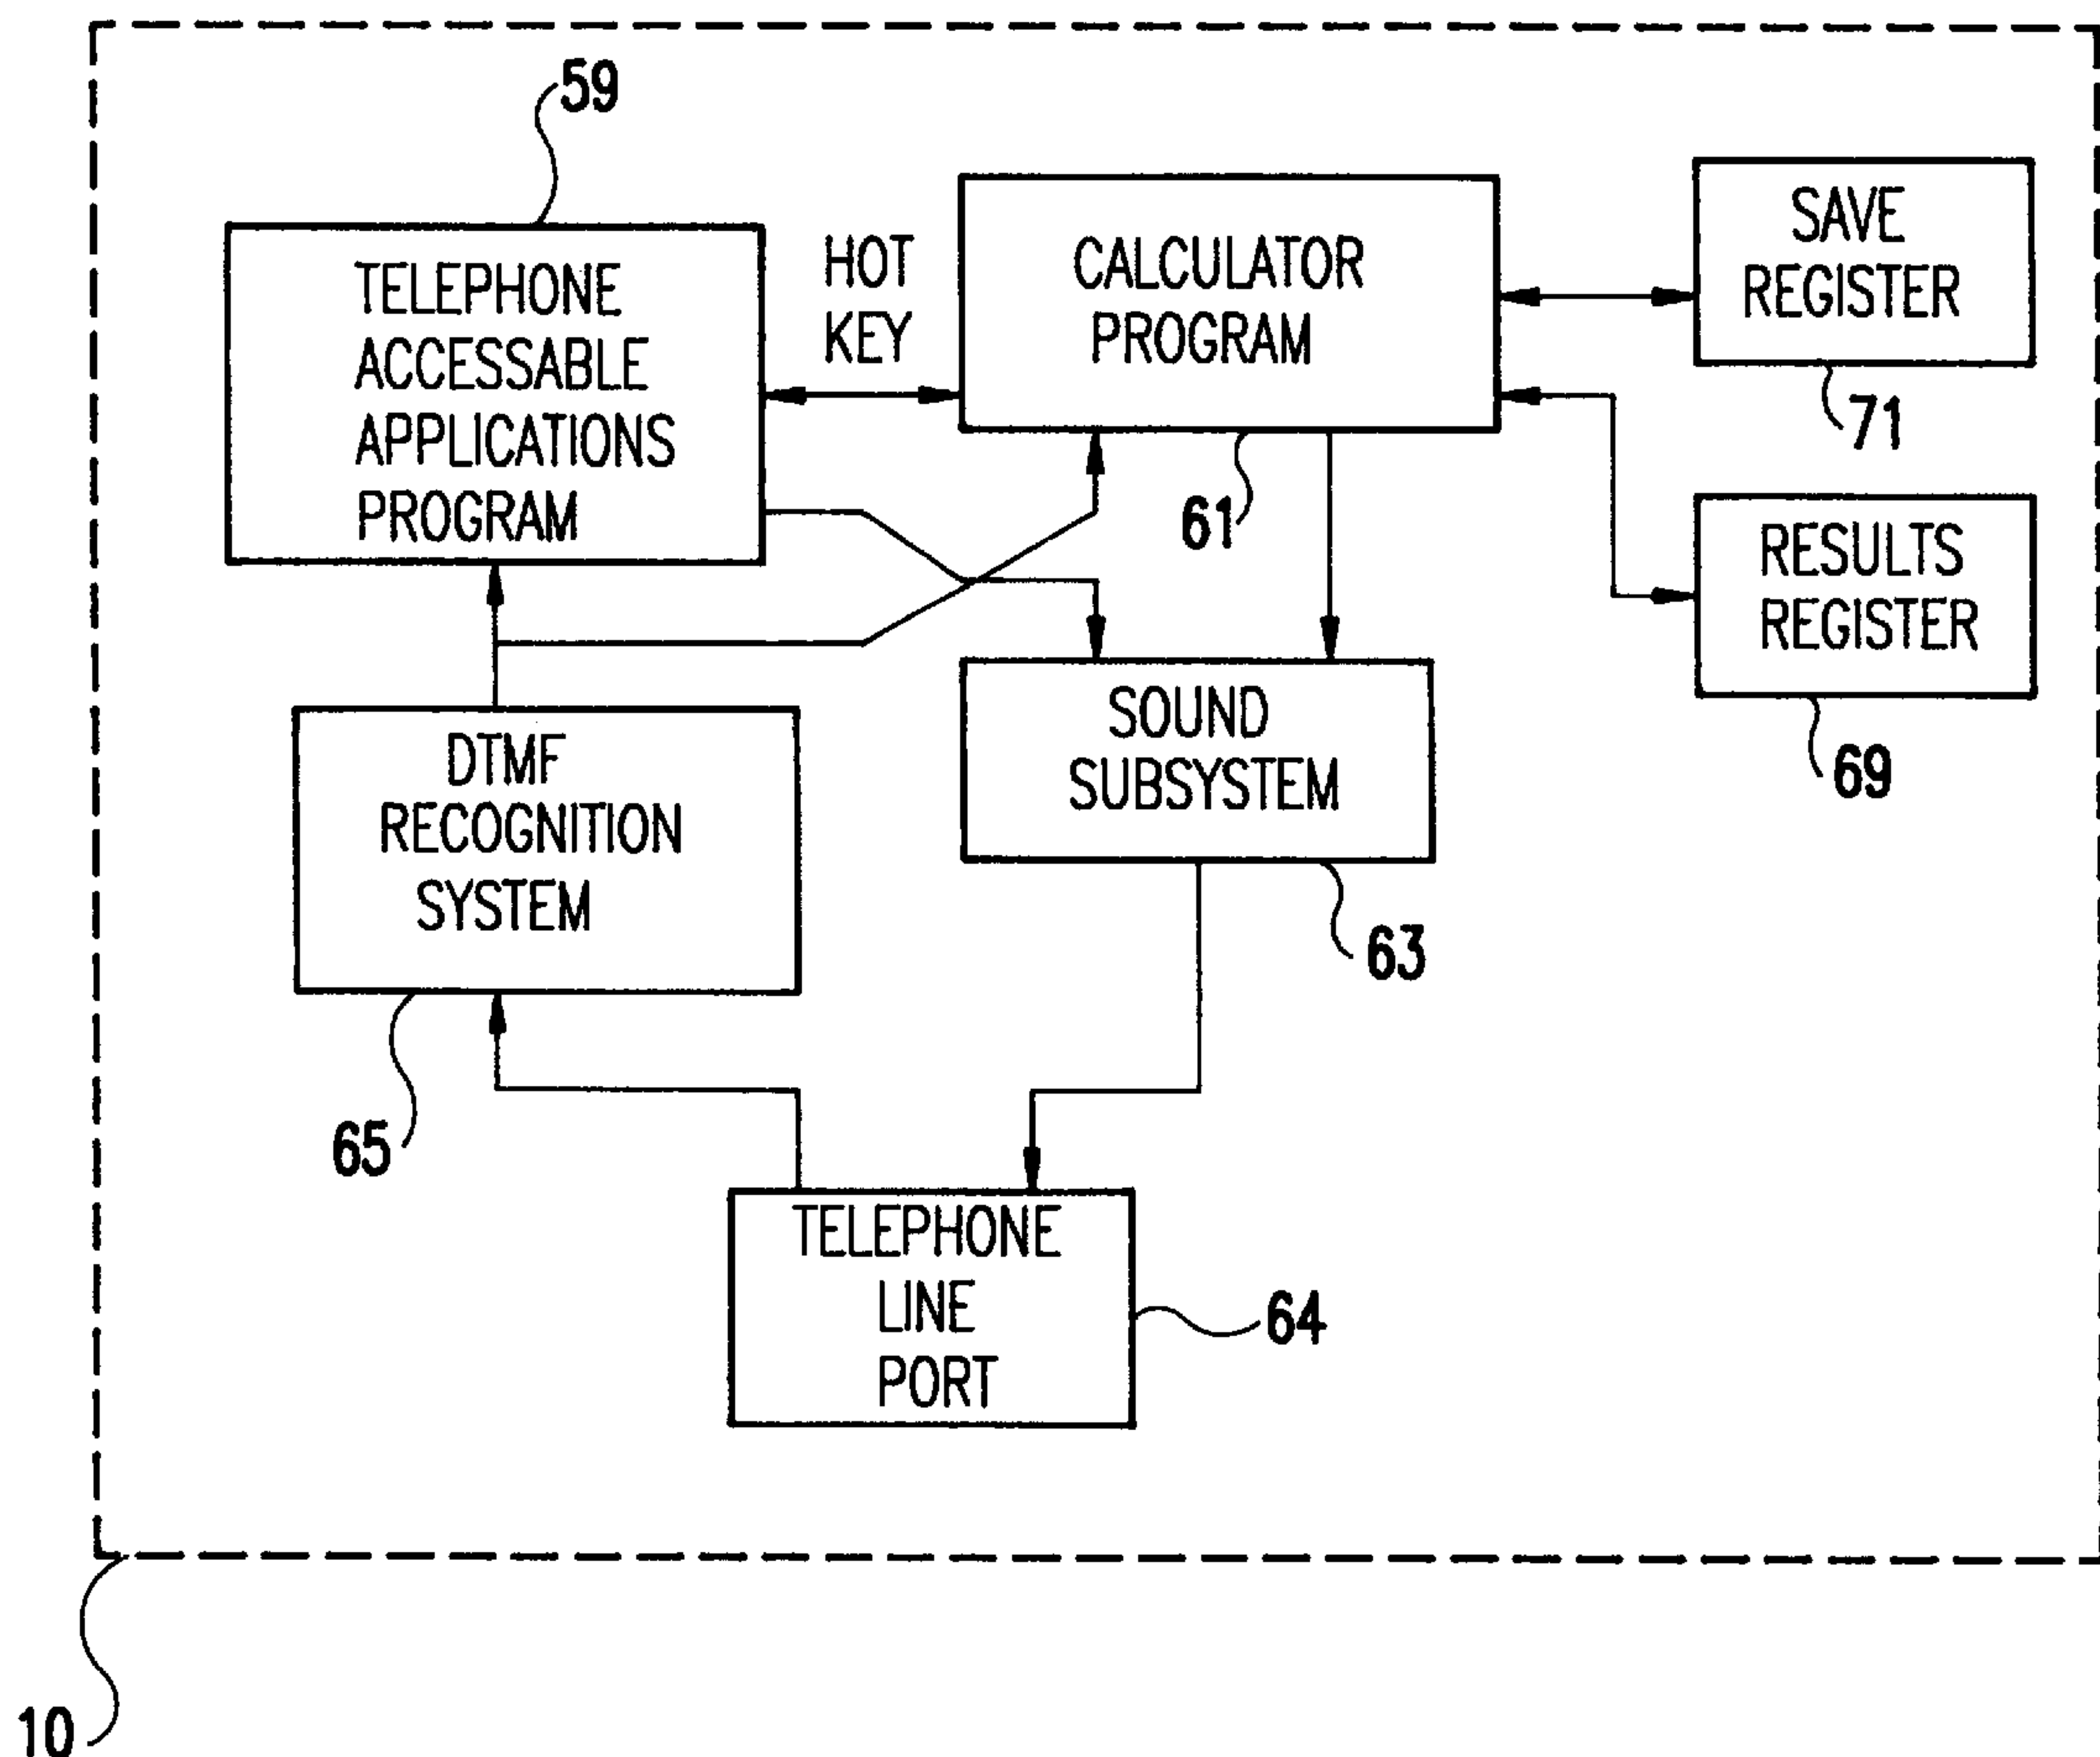 59
TELEPHONE
ACCESSABLE
APPLICATIONS
PROGRAM
HOT
KEY
CALCULATOR
PROGRAM
61
SAVE
REGISTER
71
RESULTS
REGISTER
69
DTMF
RECOGNITION
SYSTEM
65
SOUND
SUBSYSTEM
63
TELEPHONE
LINE
PORT
64
10